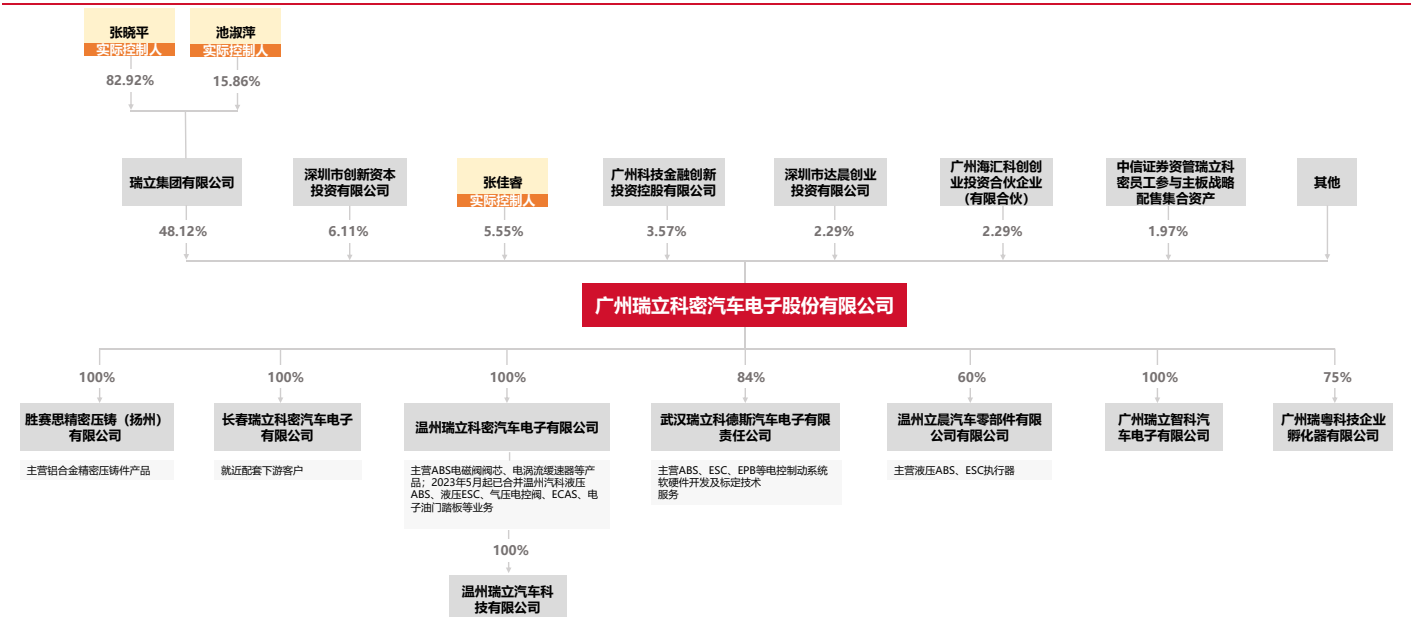 张晓平
实际控制人
池淑萍
实际控制人
82.92%
15.86%
瑞立集团有限公司
深圳市创新资本
投资有限公司
张佳睿
实际控制人
广州科技金融创新
投资控股有限公司
深圳市达晨创业
投资有限公司
广州海汇科创创
业投资合伙企业
（有限合伙）
中信证券资管瑞立科
密员工参与主板战略
配售集合资产
其他
48.12%
6.11%
5.55%
3.57%
2.29%
2.29%
1.97%
广州瑞立科密汽车电子股份有限公司
100%
100%
100%
84%
60%
100%
75%
胜赛思精密压铸（扬州）
有限公司
长春瑞立科密汽车电子
有限公司
温州瑞立科密汽车电子有限公司
武汉瑞立科德斯汽车电子有限
责任公司
温州立晨汽车零部件有限
公司有限公司
广州瑞立智科汽
车电子有限公司
广州瑞粤科技企业
孵化器有限公司
主营铝合金精密压铸件产品
就近配套下游客户
主营ABS电磁阀阀芯、电涡流缓速器等产
品；2023年5月起已合并温州汽科液压
ABS、液压ESC、气压电控阀、ECAS、电
子油门踏板等业务
主营ABS、ESC、EPB等电控制动系统
软硬件开发及标定技术
服务
主营液压ABS、ESC执行器
100%
温州瑞立汽车科
技有限公司